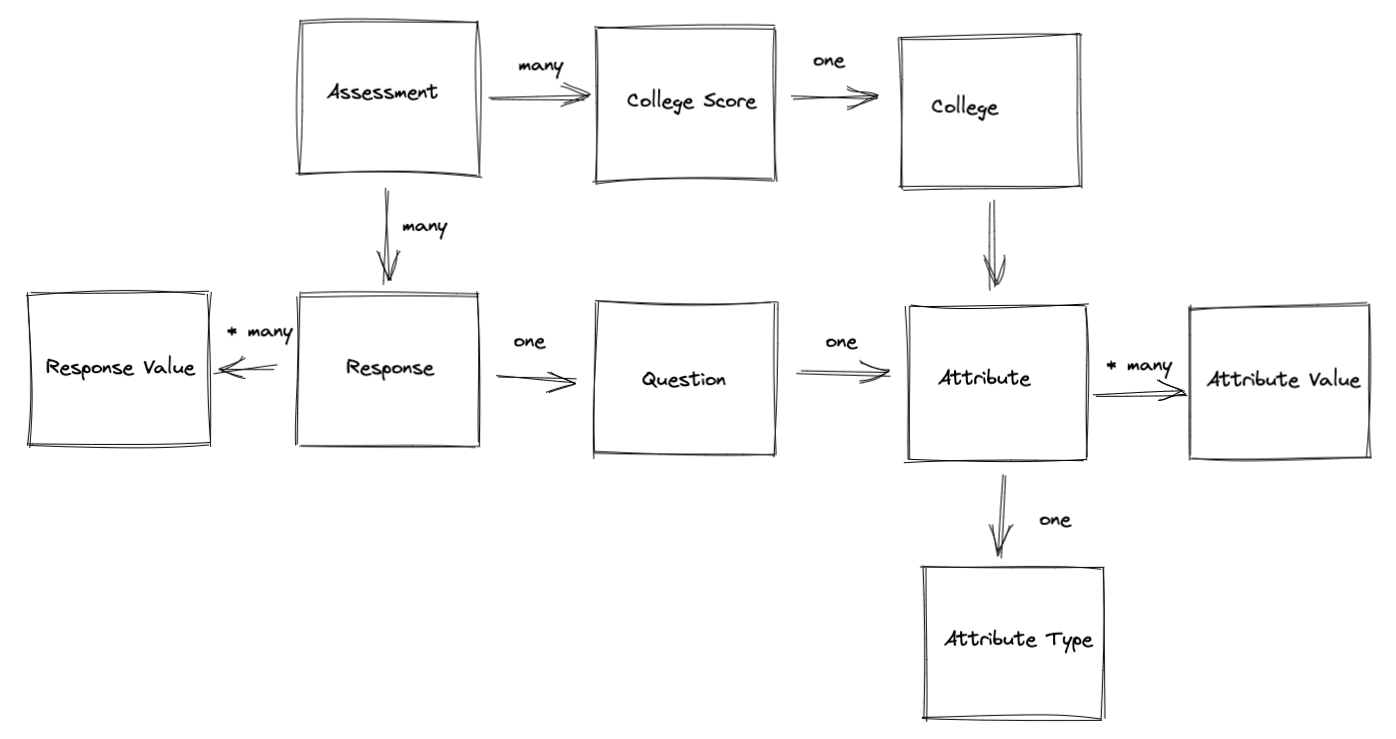 many
one
Assessment
College Score
College
many
* many
one
one
* many
Response Value
Response
Question
Attribute
Attribute Value
one
Attribute Type